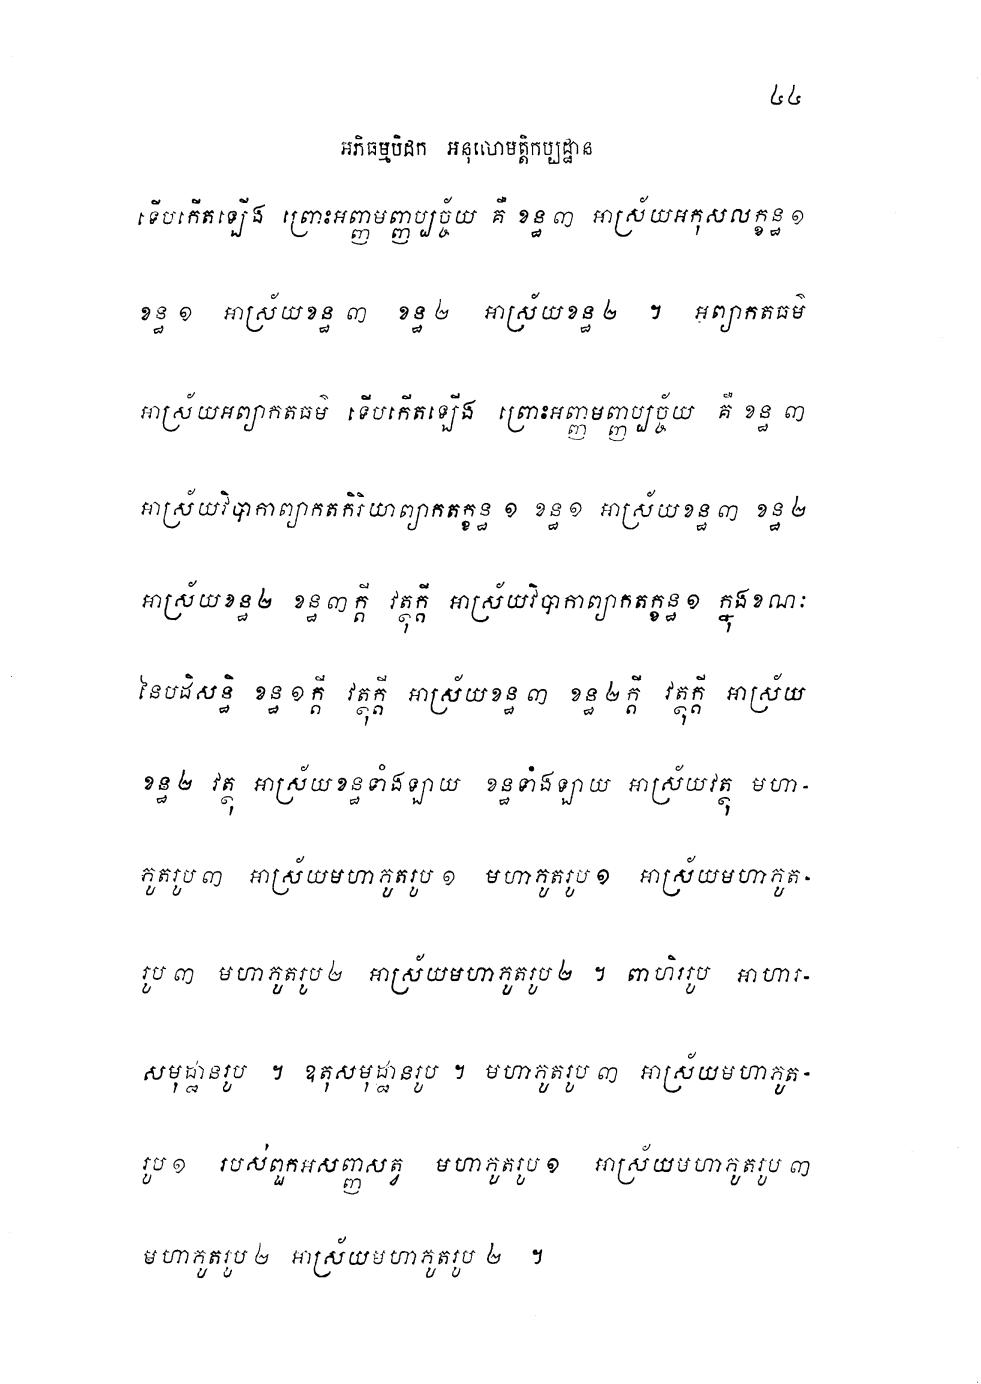 ៤៤
អភិធម្មបិដក អនុលោមត្តិកប្បដ្ឋាន
ទើបកើតឡើង ព្រោះអញ្ញមញ្ញប្បច្ច័យ គឺ ខន្ធ ៣ អាស្រ័យអកុសលក្ខន្ធ ១
ខន្ធ ១ អាស្រ័យខន្ធ ៣ ខន្ធ ២ អាស្រ័យខន្ធ ២ ។ អព្យាកតធម៌
អាស្រ័យអព្យាកតធម៌ ទើបកើតឡើង ព្រោះអញ្ញមញ្ញប្បច្ច័យ គឺ ខន្ធ ៣
អាស្រ័យវិបាកាព្យាកតកិរិយាព្យាកតក្ខន្ធ ១ ខន្ធ ១ អាស្រ័យខន្ធ ៣ ខន្ធ ២
អាស្រ័យខន្ធ ២ ខន្ធ ៣ ក្តី វត្ថុក្តី អាស្រ័យវិបាកាព្យាកតក្ខន្ធ ១ ក្នុងខណៈ
នៃបដិសន្ធិ ខន្ធ ១ ក្តី វត្ថុក្តី អាស្រ័យខន្ធ ៣ ខន្ធ ២ ក្តី វត្ថុក្តី អាស្រ័យ
ខន្ធ ២ វត្ថុ អាស្រ័យខន្ធទាំងឡាយ ខន្ធទាំងឡាយ អាស្រ័យវត្ថុ មហា-
ភូតរូប ៣ អាស្រ័យមហាភូតរូប ១ មហាភូតរូប ១ អាស្រ័យមហាភូត-
រូប ៣ មហាភូតរូប ២ អាស្រ័យមហាភូតរូប ២ ។ ពាហិររូប អាហារ-
សមុដ្ឋានរូប ។ ឧតុសមុដ្ឋានរូប ។ មហាភូតរូប ៣ អាស្រ័យមហាភូត-
រូប ១ របស់ពួកអសញ្ញសត្វ មហាភូតរូប ១ អាស្រ័យមហាភូតរូប ៣
មហាភូតរូប ២ អាស្រ័យមហាភូតរូប ២ ។